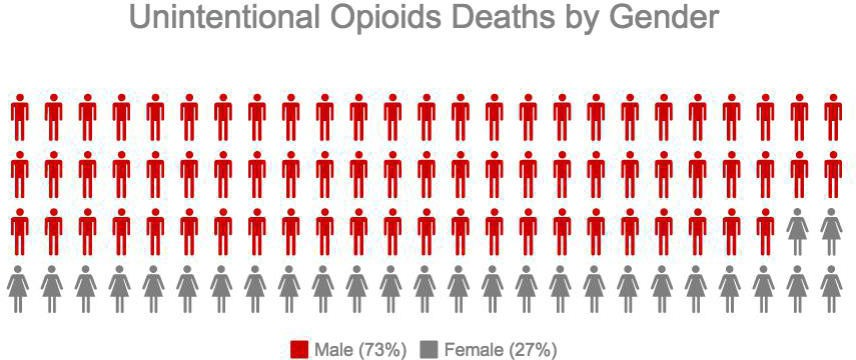 Unintentional Opioids Deaths by Gender
Male (73%) Female (27%)